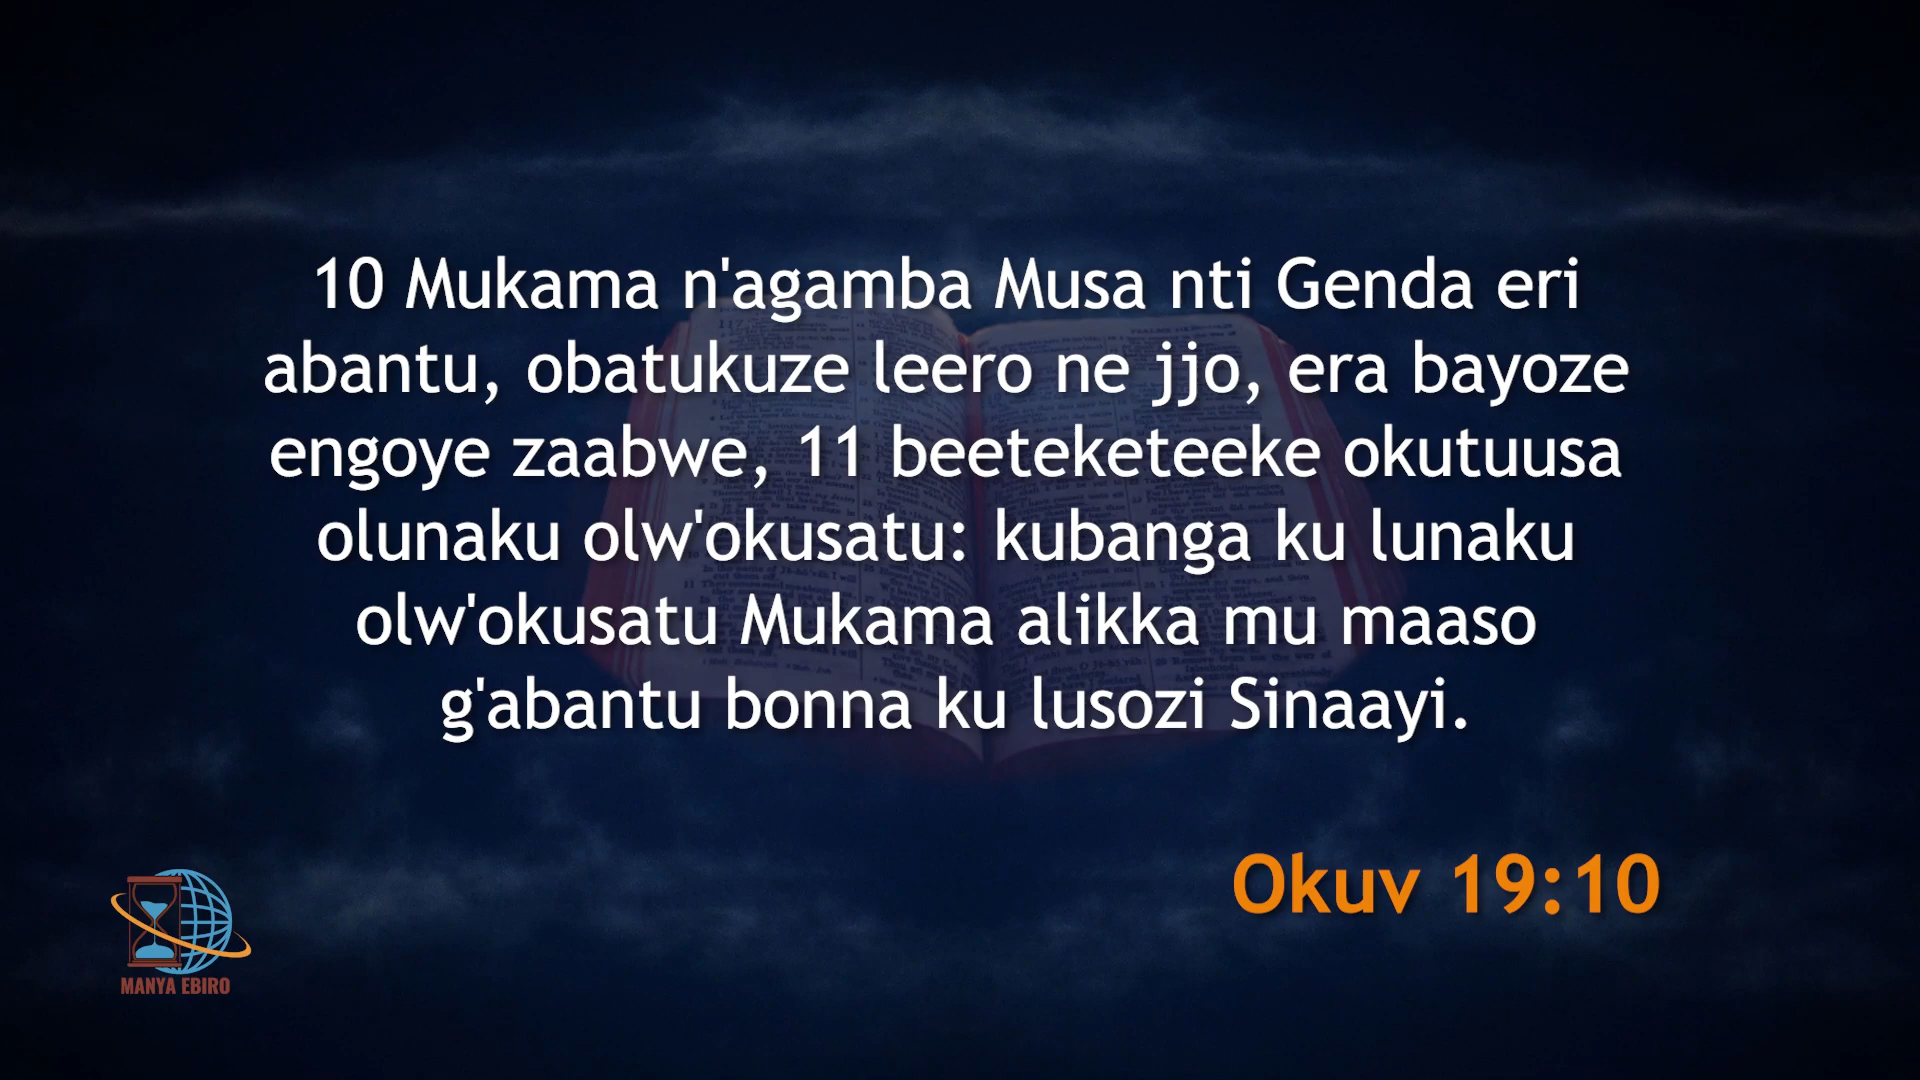 10 Mukama n'agamba Musa nti Genda eri
abantu, obatukuze leero ne jjo, era bayoze
engoye zaabwe, 11 beeteketeeke okutuusa
olunaku olw'okusatu: kubanga ku lunaku
olw'okusatu Mukama alikka mu maaso
g'abantu bonna ku lusozi Sinaayi.
Okuv 19:10
MANYA EBIRO